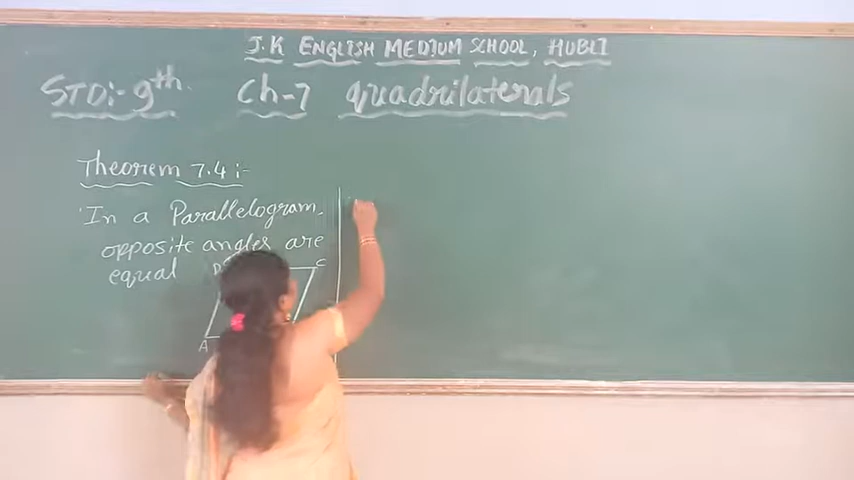 J.K ENGLISH MEDIUM SCHOOL, HUBLI
STD:- 9th. Ch-7 quadrilaterals
Theorem 7.4 :-
'In a Parallelogram.
opposite angles are
equal
D C
A